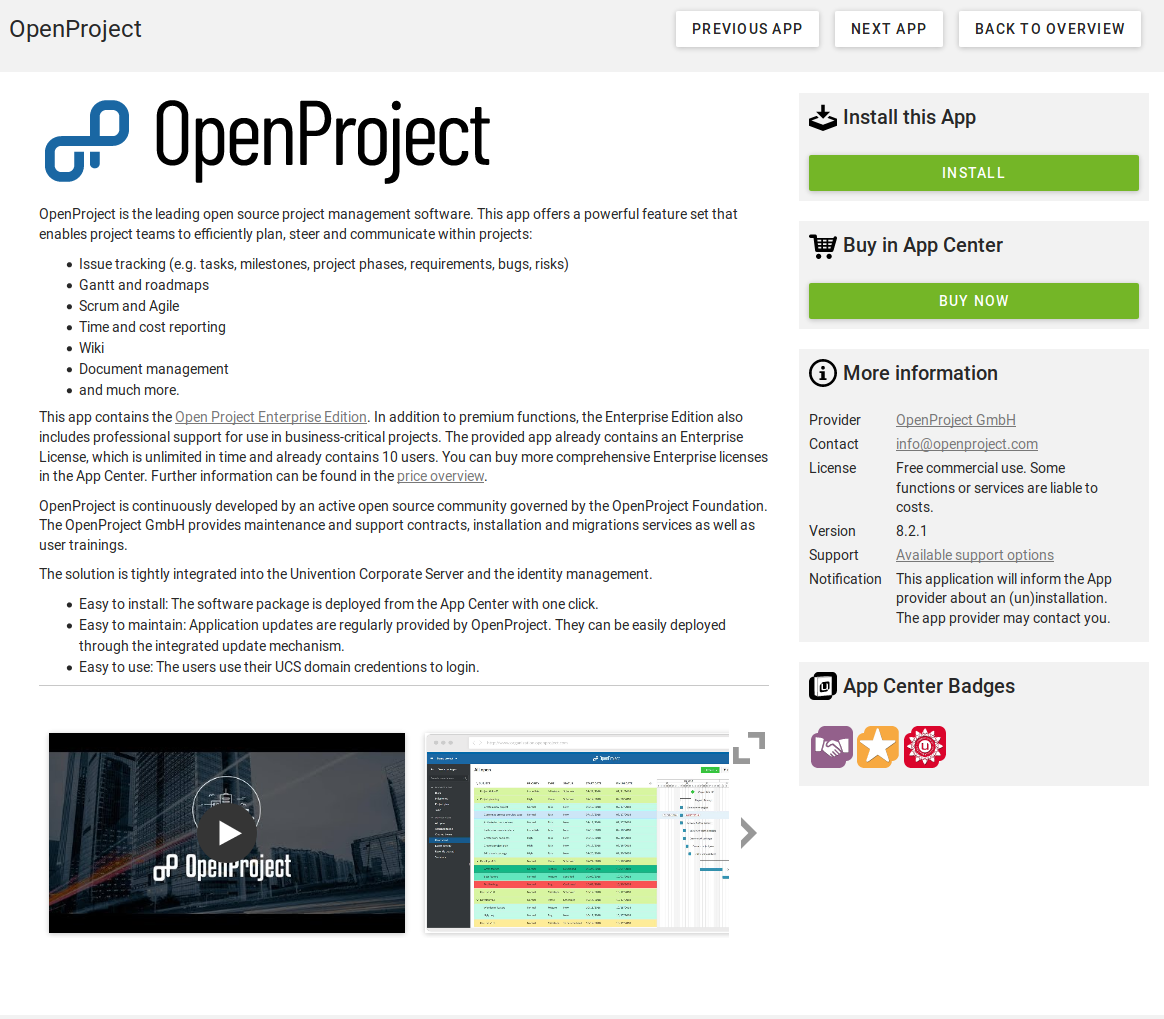 OpenProject
PREVIOUS APP
NEXT APP
BACK TO OVERVIEW
OpenProject
OpenProject is the leading open source project management software. This app offers a powerful feature set that
enables project teams to efficiently plan, steer and communicate within projects:
Issue tracking (e.g. tasks, milestones, project phases, requirements, bugs, risks)
Gantt and roadmaps
Scrum and Agile
Time and cost reporting
Wiki
Document management
and much more.
This app contains the Open Project Enterprise Edition. In addition to premium functions, the Enterprise Edition also
includes professional support for use in business-critical projects. The provided app already contains an Enterprise
License, which is unlimited in time and already contains 10 users. You can buy more comprehensive Enterprise licenses
in the App Center. Further information can be found in the price overview.
OpenProject is continuously developed by an active open source community governed by the OpenProject Foundation.
The OpenProject GmbH provides maintenance and support contracts, installation and migrations services as well as
user trainings.
The solution is tightly integrated into the Univention Corporate Server and the identity management.
Easy to install: The software package is deployed from the App Center with one click.
Easy to maintain: Application updates are regularly provided by OpenProject. They can be easily deployed
through the integrated update mechanism.
Easy to use: The users use their UCS domain credentions to login.
OpenProject
OpenProject
All open
Install this App
INSTALL
Buy in App Center
BUY NOW
More information
Provider OpenProject GmbH
Contact info@openproject.com
License Free commercial use. Some
functions or services are liable to
costs.
Version 8.2.1
Support Available support options
Notification This application will inform the App
provider about an (un)installation.
The app provider may contact you.
App Center Badges